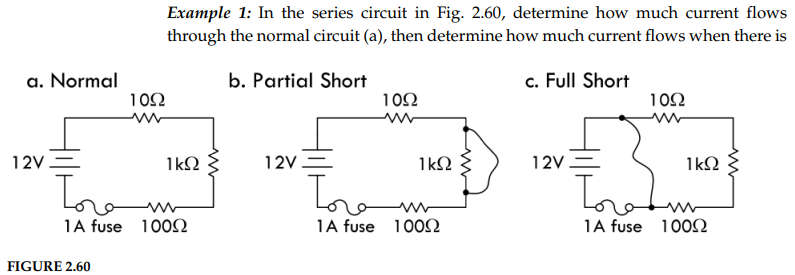 Example 1: In the series circuit in Fig. 2.60, determine how much current flows
through the normal circuit (a), then determine how much current flows when there is
a. Normal
b. Partial Short
c. Full Short
10Ω
10Ω
10Ω
12V
1kΩ
12V
1kΩ
12V
1kΩ
1A fuse
100Ω
1A fuse
100Ω
1A fuse
100Ω
FIGURE 2.60